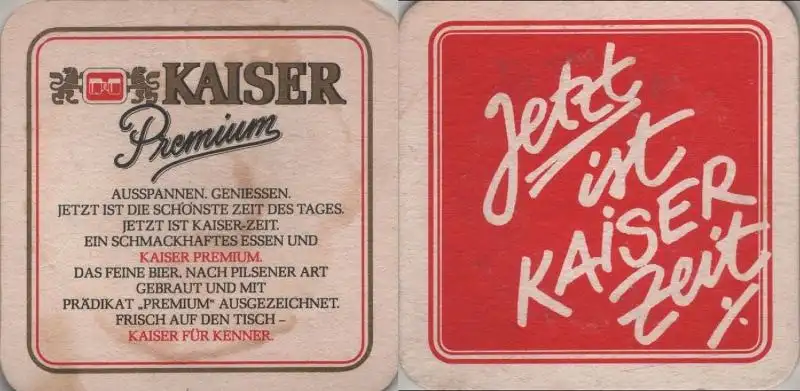 KAISER
Premium
AUSSPANNEN. GENIESSEN.
JETZT IST DIE SCHÖNSTE ZEIT DES TAGES.
JETZT IST KAISER-ZEIT.
EIN SCHMACKHAFTES ESSEN UND
KAISER PREMIUM.
DAS FEINE BIER, NACH PILSENER ART
GEBRAUT UND MIT
PRÄDIKAT „PREMIUM“ AUSGEZEICHNET.
FRISCH AUF DEN TISCH –
KAISER FÜR KENNER.
Jetzt
ist
KAiSER
Zeit